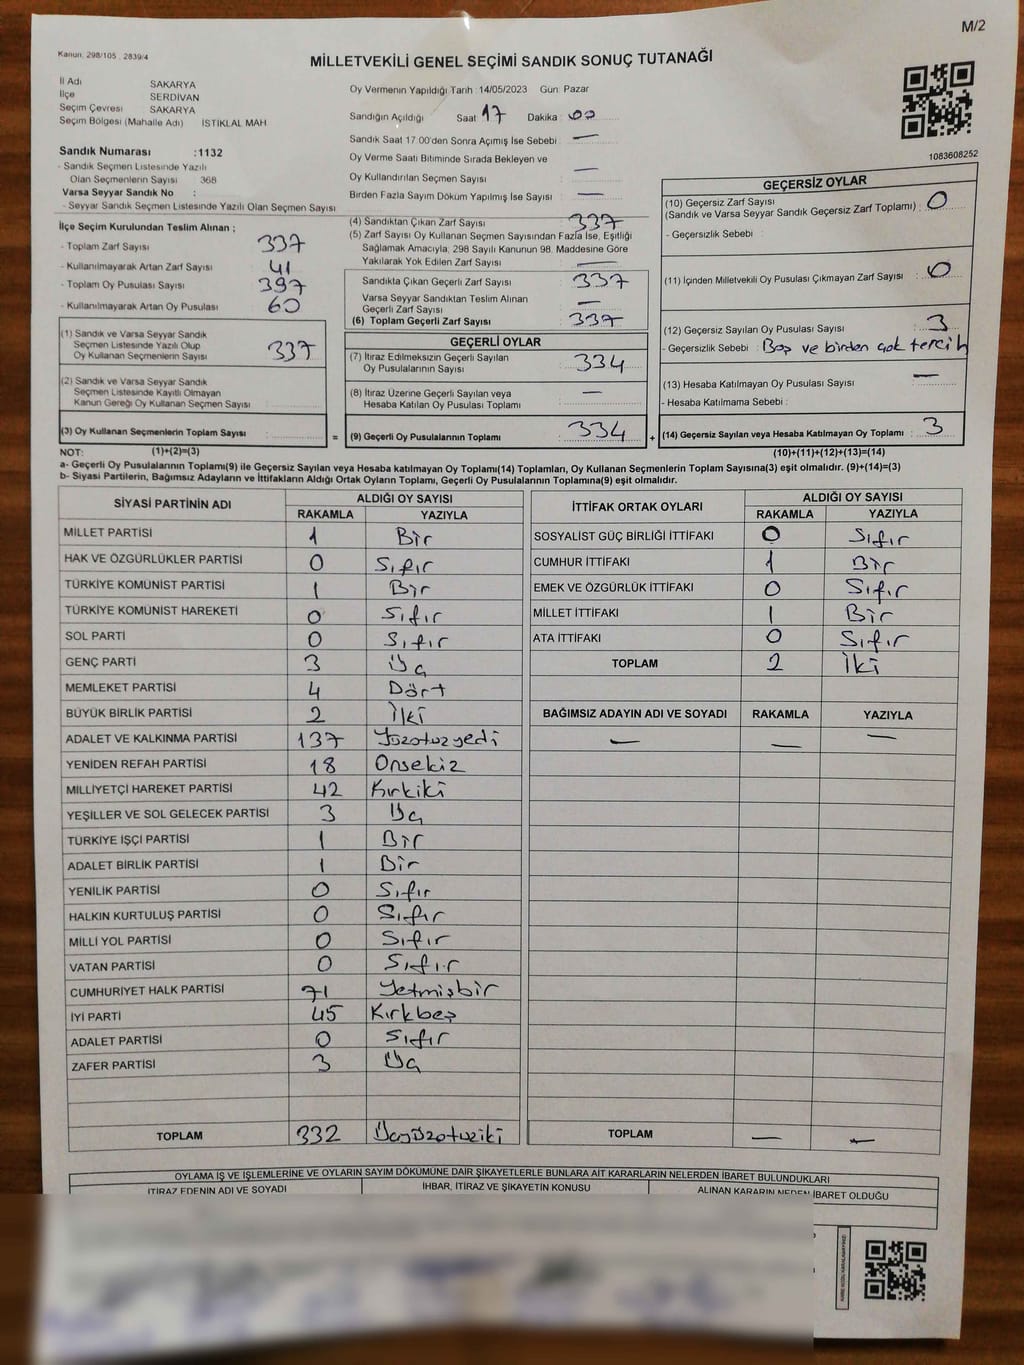 M/2
Kanun, 298/105 , 2839/4
MİLLETVEKİLİ GENEL SEÇİMİ SANDIK SONUÇ TUTANAĞI
İl Adı SAKARYA
İlçe SERDİVAN
Seçim Çevresi SAKARYA
Seçim Bölgesi (Mahalle Adı) İSTİKLAL MAH
Sandık Numarası :1132
- Sandık Seçmen Listesinde Yazılı
Olan Seçmenlerin Sayısı 368
Varsa Seyyar Sandık No :
- Seyyar Sandık Seçmen Listesinde Yazılı Olan Seçmen Sayısı
Oy Vermenin Yapıldığı Tarih :14/05/2023 Gün: Pazar
Sandığın Açıldığı Saat 17 Dakika : 00
Sandık Saat 17:00'den Sonra Açımış İse Sebebi : —
Oy Verme Saati Bitiminde Sırada Bekleyen ve
Oy Kullandırılan Seçmen Sayısı : —
Birden Fazla Sayım Döküm Yapılmış İse Sayısı : —
1083608252
İlçe Seçim Kurulundan Teslim Alınan ;
- Toplam Zarf Sayısı : 337
- Kullanılmayarak Artan Zarf Sayısı : 41
- Toplam Oy Pusulası Sayısı : 397
- Kullanılmayarak Artan Oy Pusulası : 60
(1) Sandık ve Varsa Seyyar Sandık
Seçmen Listesinde Yazılı Olup
Oy Kullanan Seçmenlerin Sayısı : 337
(2) Sandık ve Varsa Seyyar Sandık
Seçmen Listesinde Kayıtlı Olmayan
Kanun Gereği Oy Kullanan Seçmen Sayısı :
(3) Oy Kullanan Seçmenlerin Toplam Sayısı :
(4) Sandıktan Çıkan Zarf Sayısı : 337
(5) Zarf Sayısı Oy Kullanan Seçmen Sayısından Fazla İse, Eşitliği
Sağlamak Amacıyla; 298 Sayılı Kanunun 98. Maddesine Göre
Yakılarak Yok Edilen Zarf Sayısı : —
Sandıkta Çıkan Geçerli Zarf Sayısı : 337
Varsa Seyyar Sandıktan Teslim Alınan
Geçerli Zarf Sayısı : —
(6) Toplam Geçerli Zarf Sayısı : 337
GEÇERLİ OYLAR
(7) İtiraz Edilmeksizin Geçerli Sayılan
Oy Pusulalarının Sayısı : 334
(8) İtiraz Üzerine Geçerli Sayılan veya
Hesaba Katılan Oy Pusulası Toplamı : —
= (9) Geçerli Oy Pusulalarının Toplamı : 334
GEÇERSİZ OYLAR
(10) Geçersiz Zarf Sayısı
(Sandık ve Varsa Seyyar Sandık Geçersiz Zarf Toplamı) : 0
- Geçersizlik Sebebi :
(11) İçinden Milletvekili Oy Pusulası Çıkmayan Zarf Sayısı : 0
(12) Geçersiz Sayılan Oy Pusulası Sayısı : 3
- Geçersizlik Sebebi : Boş ve birden çok tercih
(13) Hesaba Katılmayan Oy Pusulası Sayısı : —
- Hesaba Katılmama Sebebi :
+ (14) Geçersiz Sayılan veya Hesaba Katılmayan Oy Toplamı : 3
NOT: (1)+(2)=(3) (10)+(11)+(12)+(13)=(14)
a- Geçerli Oy Pusulalarının Toplamı(9) ile Geçersiz Sayılan veya Hesaba katılmayan Oy Toplamı(14) Toplamları, Oy Kullanan Seçmenlerin Toplam Sayısına(3) eşit olmalıdır. (9)+(14)=(3)
b- Siyasi Partilerin, Bağımsız Adayların ve İttifakların Aldığı Ortak Oyların Toplamı, Geçerli Oy Pusulalarının Toplamına(9) eşit olmalıdır.
SİYASİ PARTİNİN ADI ALDIĞI OY SAYISI
RAKAMLA YAZIYLA
MİLLET PARTİSİ 1 Bir
HAK VE ÖZGÜRLÜKLER PARTİSİ 0 Sıfır
TÜRKİYE KOMÜNİST PARTİSİ 1 Bir
TÜRKİYE KOMÜNİST HAREKETİ 0 Sıfır
SOL PARTİ 0 Sıfır
GENÇ PARTİ 3 Üç
MEMLEKET PARTİSİ 4 Dört
BÜYÜK BİRLİK PARTİSİ 2 İki
ADALET VE KALKINMA PARTİSİ 137 Yüzotuzyedi
YENİDEN REFAH PARTİSİ 18 Onsekiz
MİLLİYETÇİ HAREKET PARTİSİ 42 Kırkiki
YEŞİLLER VE SOL GELECEK PARTİSİ 3 Üç
TÜRKİYE İŞÇİ PARTİSİ 1 Bir
ADALET BİRLİK PARTİSİ 1 Bir
YENİLİK PARTİSİ 0 Sıfır
HALKIN KURTULUŞ PARTİSİ 0 Sıfır
MİLLİ YOL PARTİSİ 0 Sıfır
VATAN PARTİSİ 0 Sıfır
CUMHURİYET HALK PARTİSİ 71 Yetmişbir
İYİ PARTİ 45 Kırkbeş
ADALET PARTİSİ 0 Sıfır
ZAFER PARTİSİ 3 Üç
TOPLAM 332 Üçyüzotuziki
İTTİFAK ORTAK OYLARI ALDIĞI OY SAYISI
RAKAMLA YAZIYLA
SOSYALİST GÜÇ BİRLİĞİ İTTİFAKI 0 Sıfır
CUMHUR İTTİFAKI 1 Bir
EMEK VE ÖZGÜRLÜK İTTİFAKI 0 Sıfır
MİLLET İTTİFAKI 1 Bir
ATA İTTİFAKI 0 Sıfır
TOPLAM 2 İki
BAĞIMSIZ ADAYIN ADI VE SOYADI RAKAMLA YAZIYLA
— — —
TOPLAM — —
OYLAMA İŞ VE İŞLEMLERİNE VE OYLARIN SAYIM DÖKÜMÜNE DAİR ŞİKAYETLERLE BUNLARA AİT KARARLARIN NELERDEN İBARET BULUNDUKLARI
İTİRAZ EDENİN ADI VE SOYADI İHBAR, İTİRAZ VE ŞİKAYETİN KONUSU ALINAN KARARIN NEDEN İBARET OLDUĞU